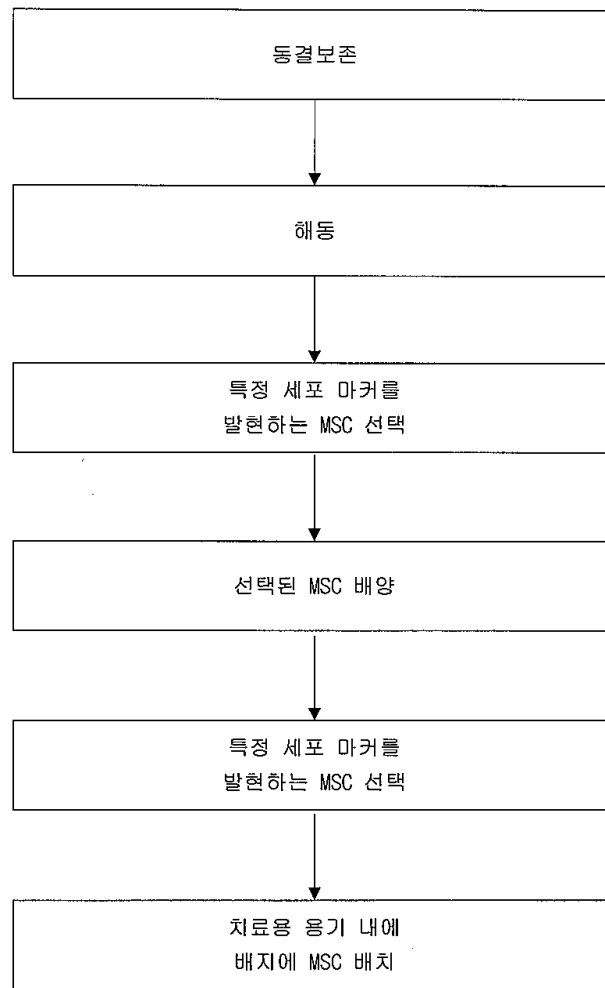 동결보존
해동
특정 세포 마커를
발현하는 MSC 선택
선택된 MSC 배양
특정 세포 마커를
발현하는 MSC 선택
치료용 용기 내에
배지에 MSC 배치